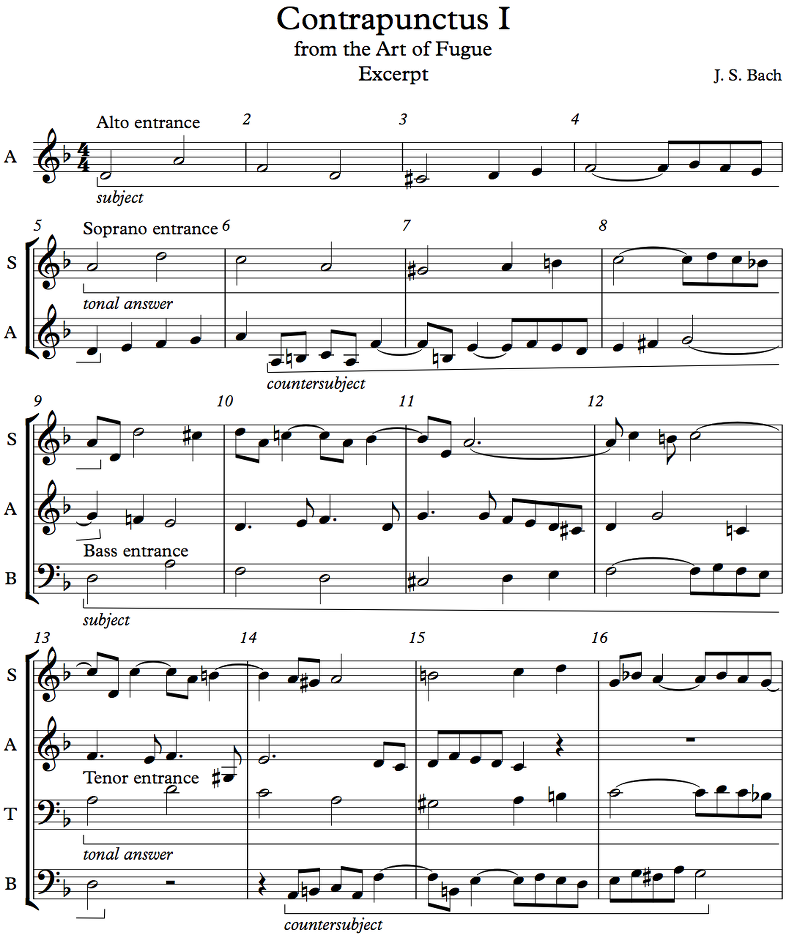 Contrapunctus I
from the Art of Fugue
Excerpt
J. S. Bach
Alto entrance 2 3 4
A 4/4
subject
5 Soprano entrance 6 7 8
S
tonal answer
A
countersubject
9 10 11 12
S
A
Bass entrance
B
subject
13 14 15 16
S
A
Tenor entrance
T
tonal answer
B
countersubject